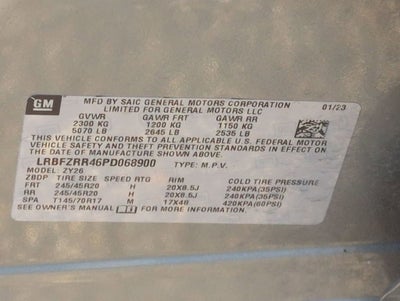 GM
MFD BY SAIC GENERAL MOTORS CORPORATION
LIMITED FOR GENERAL MOTORS LLC
01/23
GVWR GAWR FRT GAWR RR
2300 KG 1200 KG 1150 KG
5070 LB 2645 LB 2535 LB
THIS VEHICLE CONFORMS TO ALL APPLICABLE U.S. FEDERAL MOTOR
VEHICLE SAFETY AND THEFT PREVENTION STANDARDS IN EFFECT ON THE
DATE OF MANUFACTURE SHOWN ABOVE.
LRBFZRR46PD068900 TYPE: M.P.V.
MODEL: ZY26
ZBDP TIRE SIZE SPEED RTG RIM COLD TIRE PRESSURE
FRT 245/45R20 H 20X8.5J 240KPA(35PSI)
RR 245/45R20 H 20X8.5J 240KPA(35PSI)
SPA T145/70R17 M 17X4B 420KPA(60PSI)
SEE OWNER'S MANUAL FOR MORE INFORMATION.